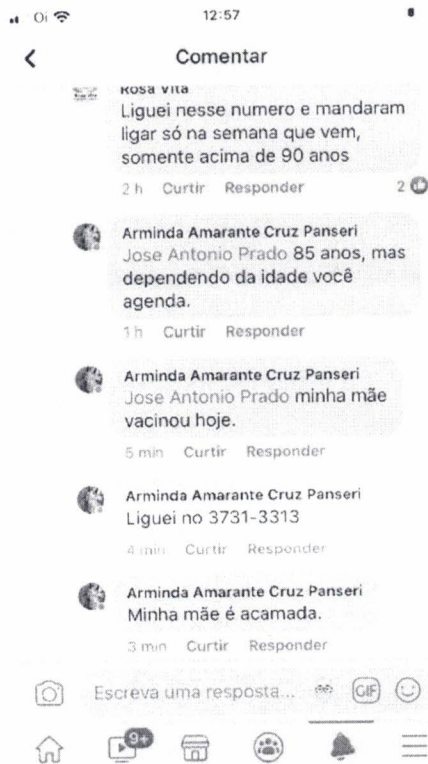 Oi 12:57
Comentar
Rosa Vita
Liguei nesse numero e mandaram
ligar só na semana que vem,
somente acima de 90 anos
2 h Curtir Responder 2
Arminda Amarante Cruz Panseri
Jose Antonio Prado 85 anos, mas
dependendo da idade você
agenda.
1 h Curtir Responder
Arminda Amarante Cruz Panseri
Jose Antonio Prado minha mãe
vacinou hoje.
5 min Curtir Responder
Arminda Amarante Cruz Panseri
Liguei no 3731-3313
4 min Curtir Responder
Arminda Amarante Cruz Panseri
Minha mãe é acamada.
3 min Curtir Responder
Escreva uma resposta... GIF
9+